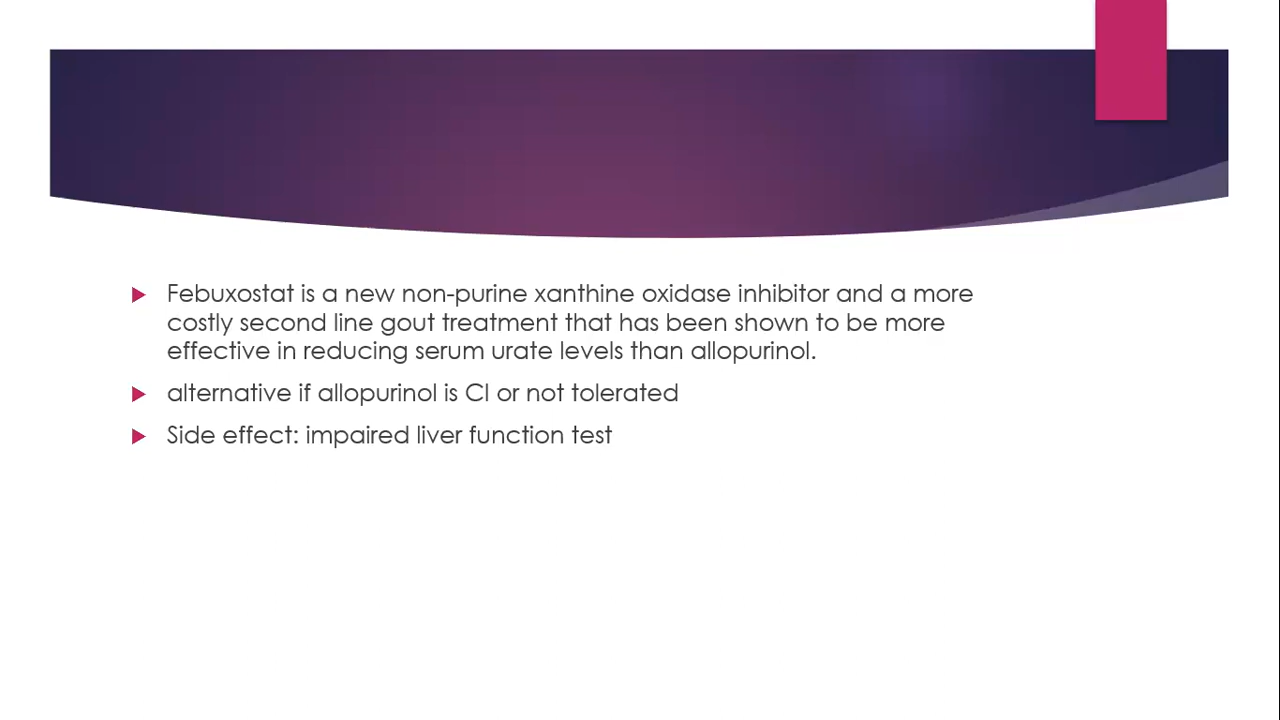 Febuxostat is a new non-purine xanthine oxidase inhibitor and a more
costly second line gout treatment that has been shown to be more
effective in reducing serum urate levels than allopurinol.
alternative if allopurinol is CI or not tolerated
Side effect: impaired liver function test